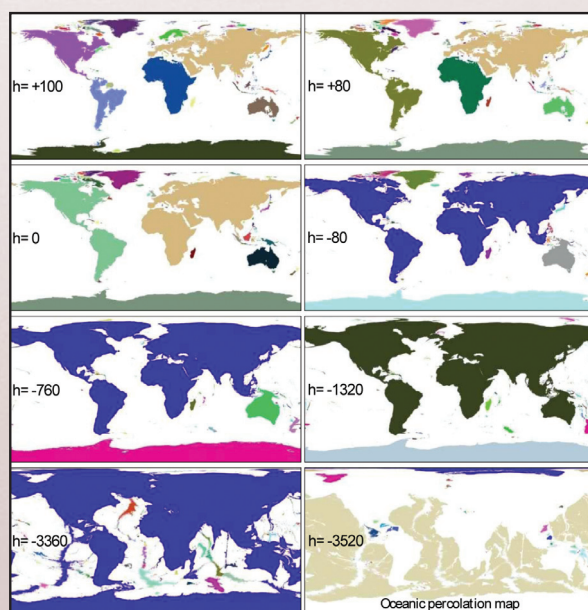 h= +100
h= +80
h= 0
h= -80
h= -760
h= -1320
h= -3360
h= -3520
Oceanic percolation map